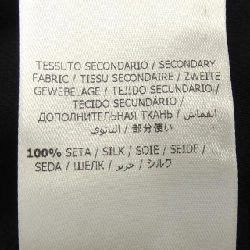 TESSUTO SECONDARIO / SECONDARY
FABRIC / TISSU SECONDAIRE / ZWEITE
GEWEBELAGE / TEJIDO SECUNDARIO /
TECIDO SECUNDÁRIO /
ДОПОЛНИТЕЛЬНАЯ ТКАНЬ / القماش
الثانوي / 部分使い
100% SETA / SILK / SOIE / SEIDE /
SEDA / ШЕЛК / حرير / シルク